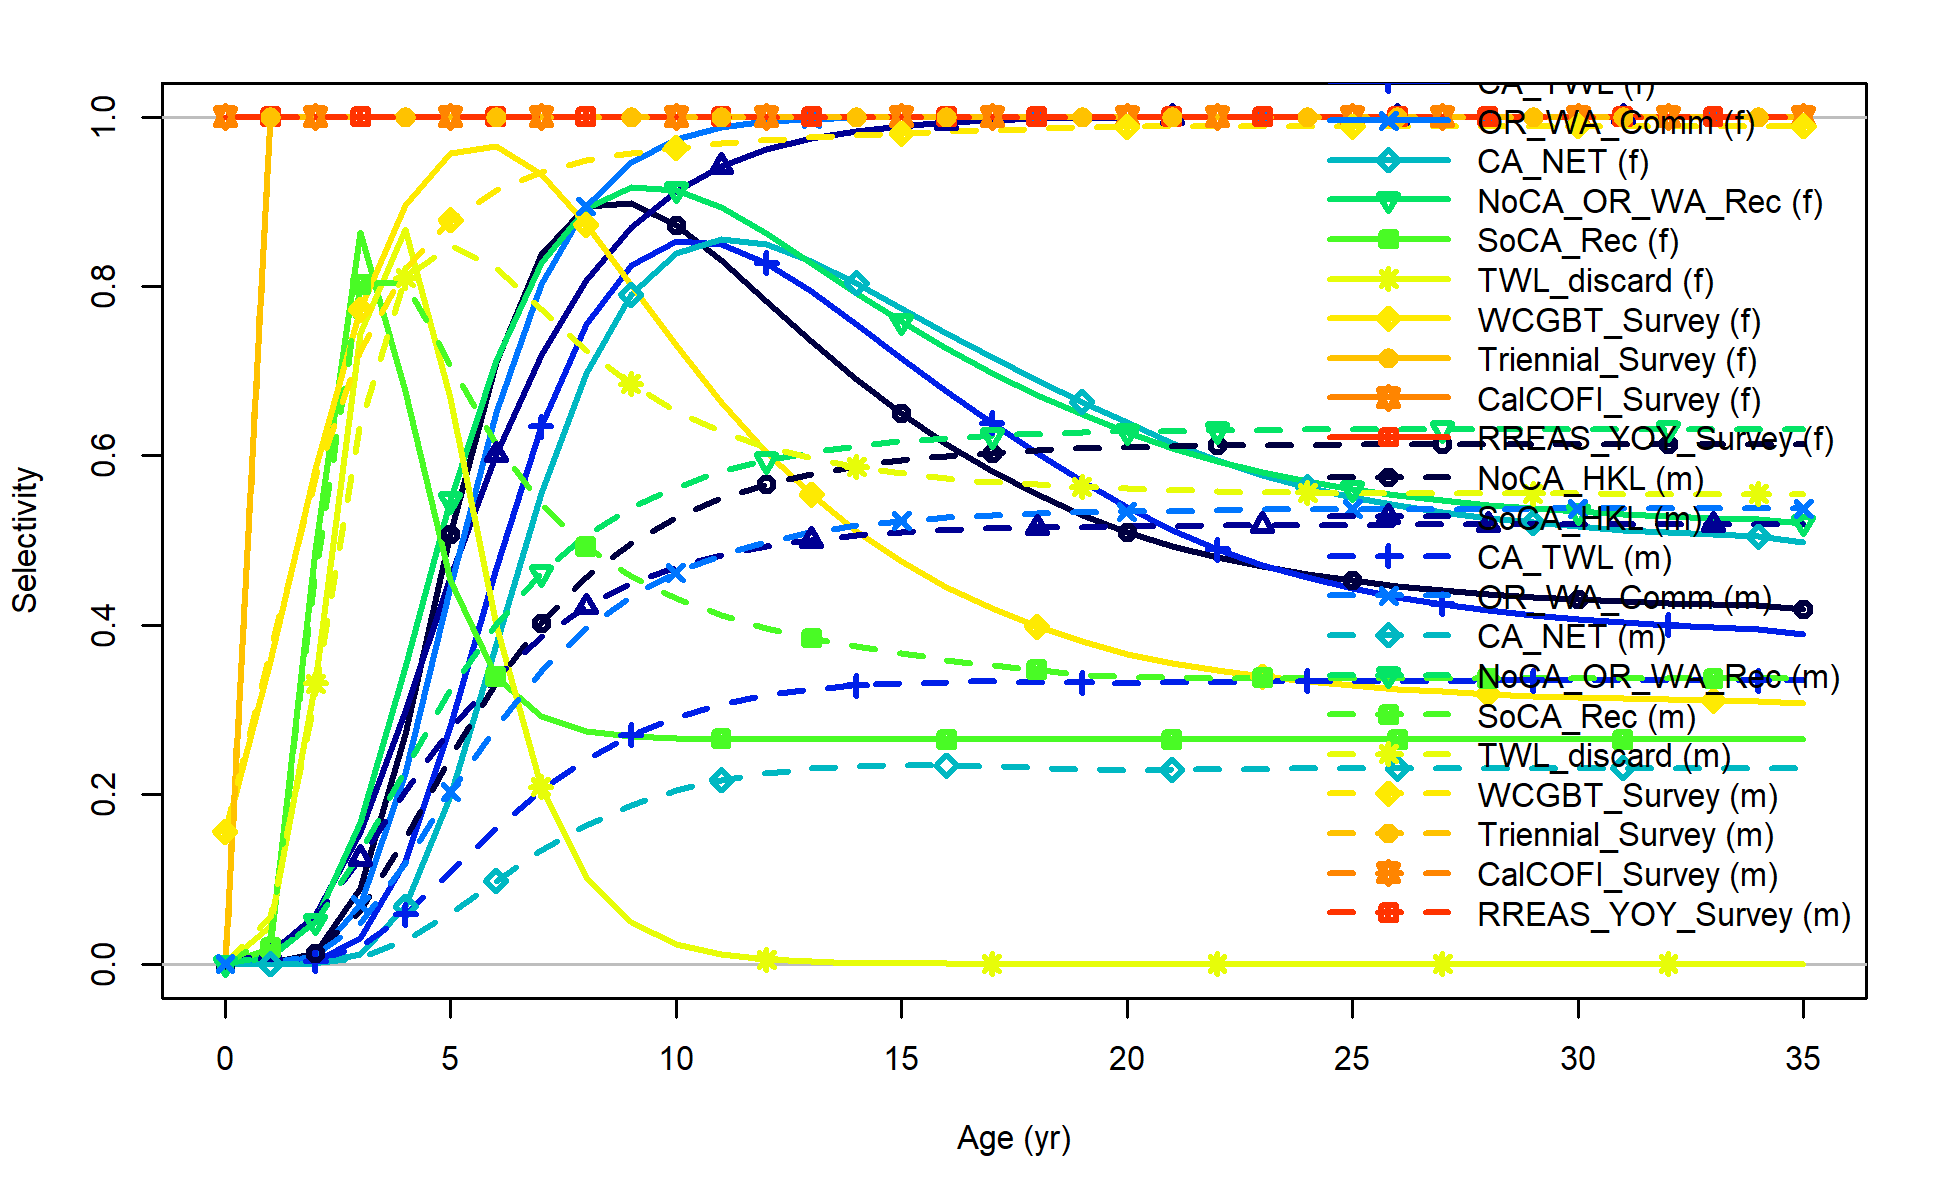 CA_TWL (f)
OR_WA_Comm (f)
CA_NET (f)
NoCA_OR_WA_Rec (f)
SoCA_Rec (f)
TWL_discard (f)
WCGBT_Survey (f)
Triennial_Survey (f)
CalCOFI_Survey (f)
RREAS_YOY_Survey (f)
NoCA_HKL (m)
SoCA_HKL (m)
CA_TWL (m)
OR_WA_Comm (m)
CA_NET (m)
NoCA_OR_WA_Rec (m)
SoCA_Rec (m)
TWL_discard (m)
WCGBT_Survey (m)
Triennial_Survey (m)
CalCOFI_Survey (m)
RREAS_YOY_Survey (m)
1.0
0.8
0.6
0.4
0.2
0.0
Selectivity
0 5 10 15 20 25 30 35
Age (yr)